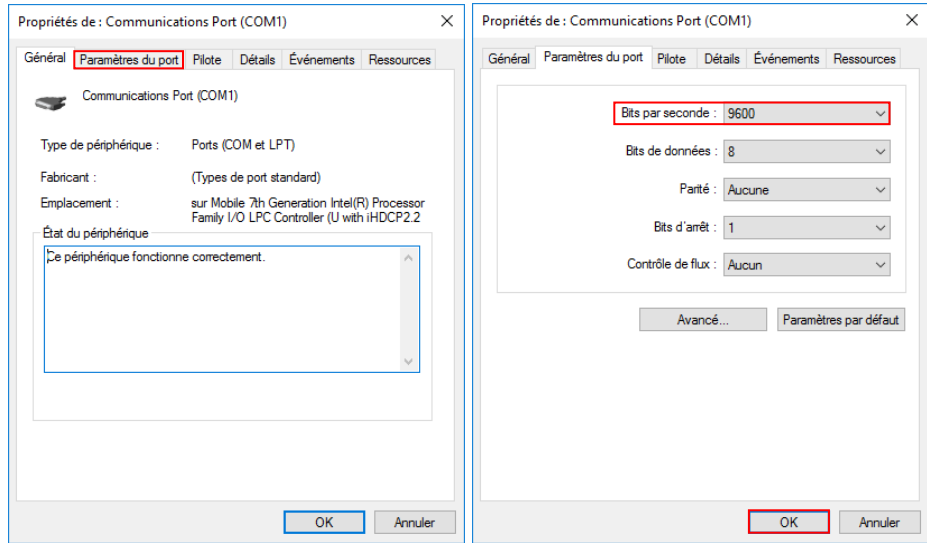 Propriétés de : Communications Port (COM1)
Général Paramètres du port Pilote Détails Événements Ressources
Communications Port (COM1)
Type de périphérique : Ports (COM et LPT)
Fabricant : (Types de port standard)
Emplacement : sur Mobile 7th Generation Intel(R) Processor
Family I/O LPC Controller (U with iHDCP2.2
État du périphérique
Ce périphérique fonctionne correctement.
OK Annuler
Propriétés de : Communications Port (COM1)
Général Paramètres du port Pilote Détails Événements Ressources
Bits par seconde : 9600
Bits de données : 8
Parité : Aucune
Bits d'arrêt : 1
Contrôle de flux : Aucun
Avancé... Paramètres par défaut
OK Annuler